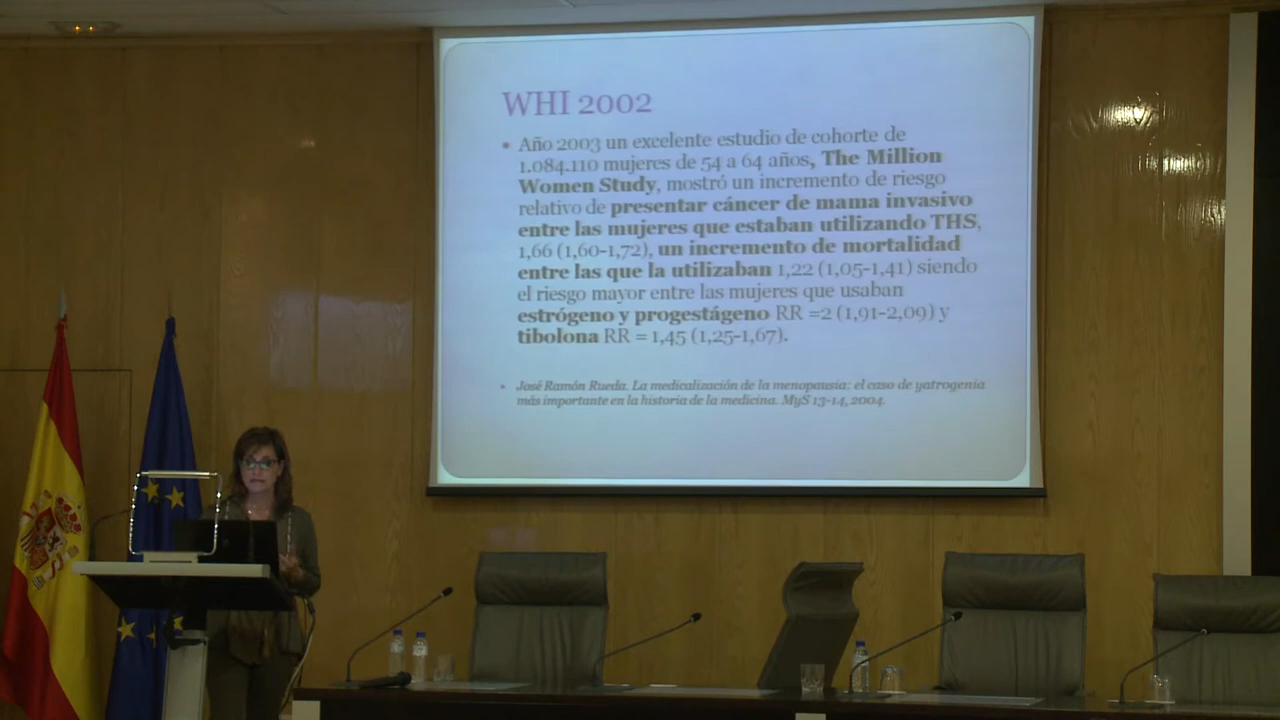 WHI 2002
• Año 2003 un excelente estudio de cohorte de
1.084.110 mujeres de 54 a 64 años, The Million
Women Study, mostró un incremento de riesgo
relativo de presentar cáncer de mama invasivo
entre las mujeres que estaban utilizando THS,
1,66 (1,60-1,72), un incremento de mortalidad
entre las que la utilizaban 1,22 (1,05-1,41) siendo
el riesgo mayor entre las mujeres que usaban
estrógeno y progestágeno RR =2 (1,91-2,09) y
tibolona RR = 1,45 (1,25-1,67).
• José Ramón Rueda. La medicalización de la menopausia: el caso de yatrogenia
más importante en la historia de la medicina. MyS 13-14, 2004.